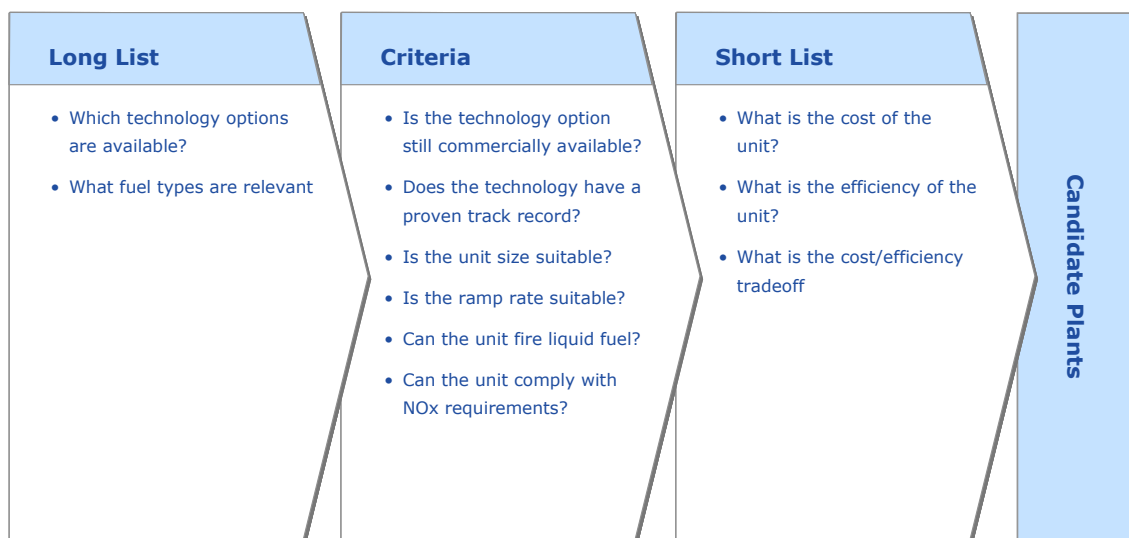 Long List
• Which technology options
are available?
• What fuel types are relevant
Criteria
• Is the technology option
still commercially available?
• Does the technology have a
proven track record?
• Is the unit size suitable?
• Is the ramp rate suitable?
• Can the unit fire liquid fuel?
• Can the unit comply with
NOx requirements?
Short List
• What is the cost of the
unit?
• What is the efficiency of the
unit?
• What is the cost/efficiency
tradeoff
Candidate Plants